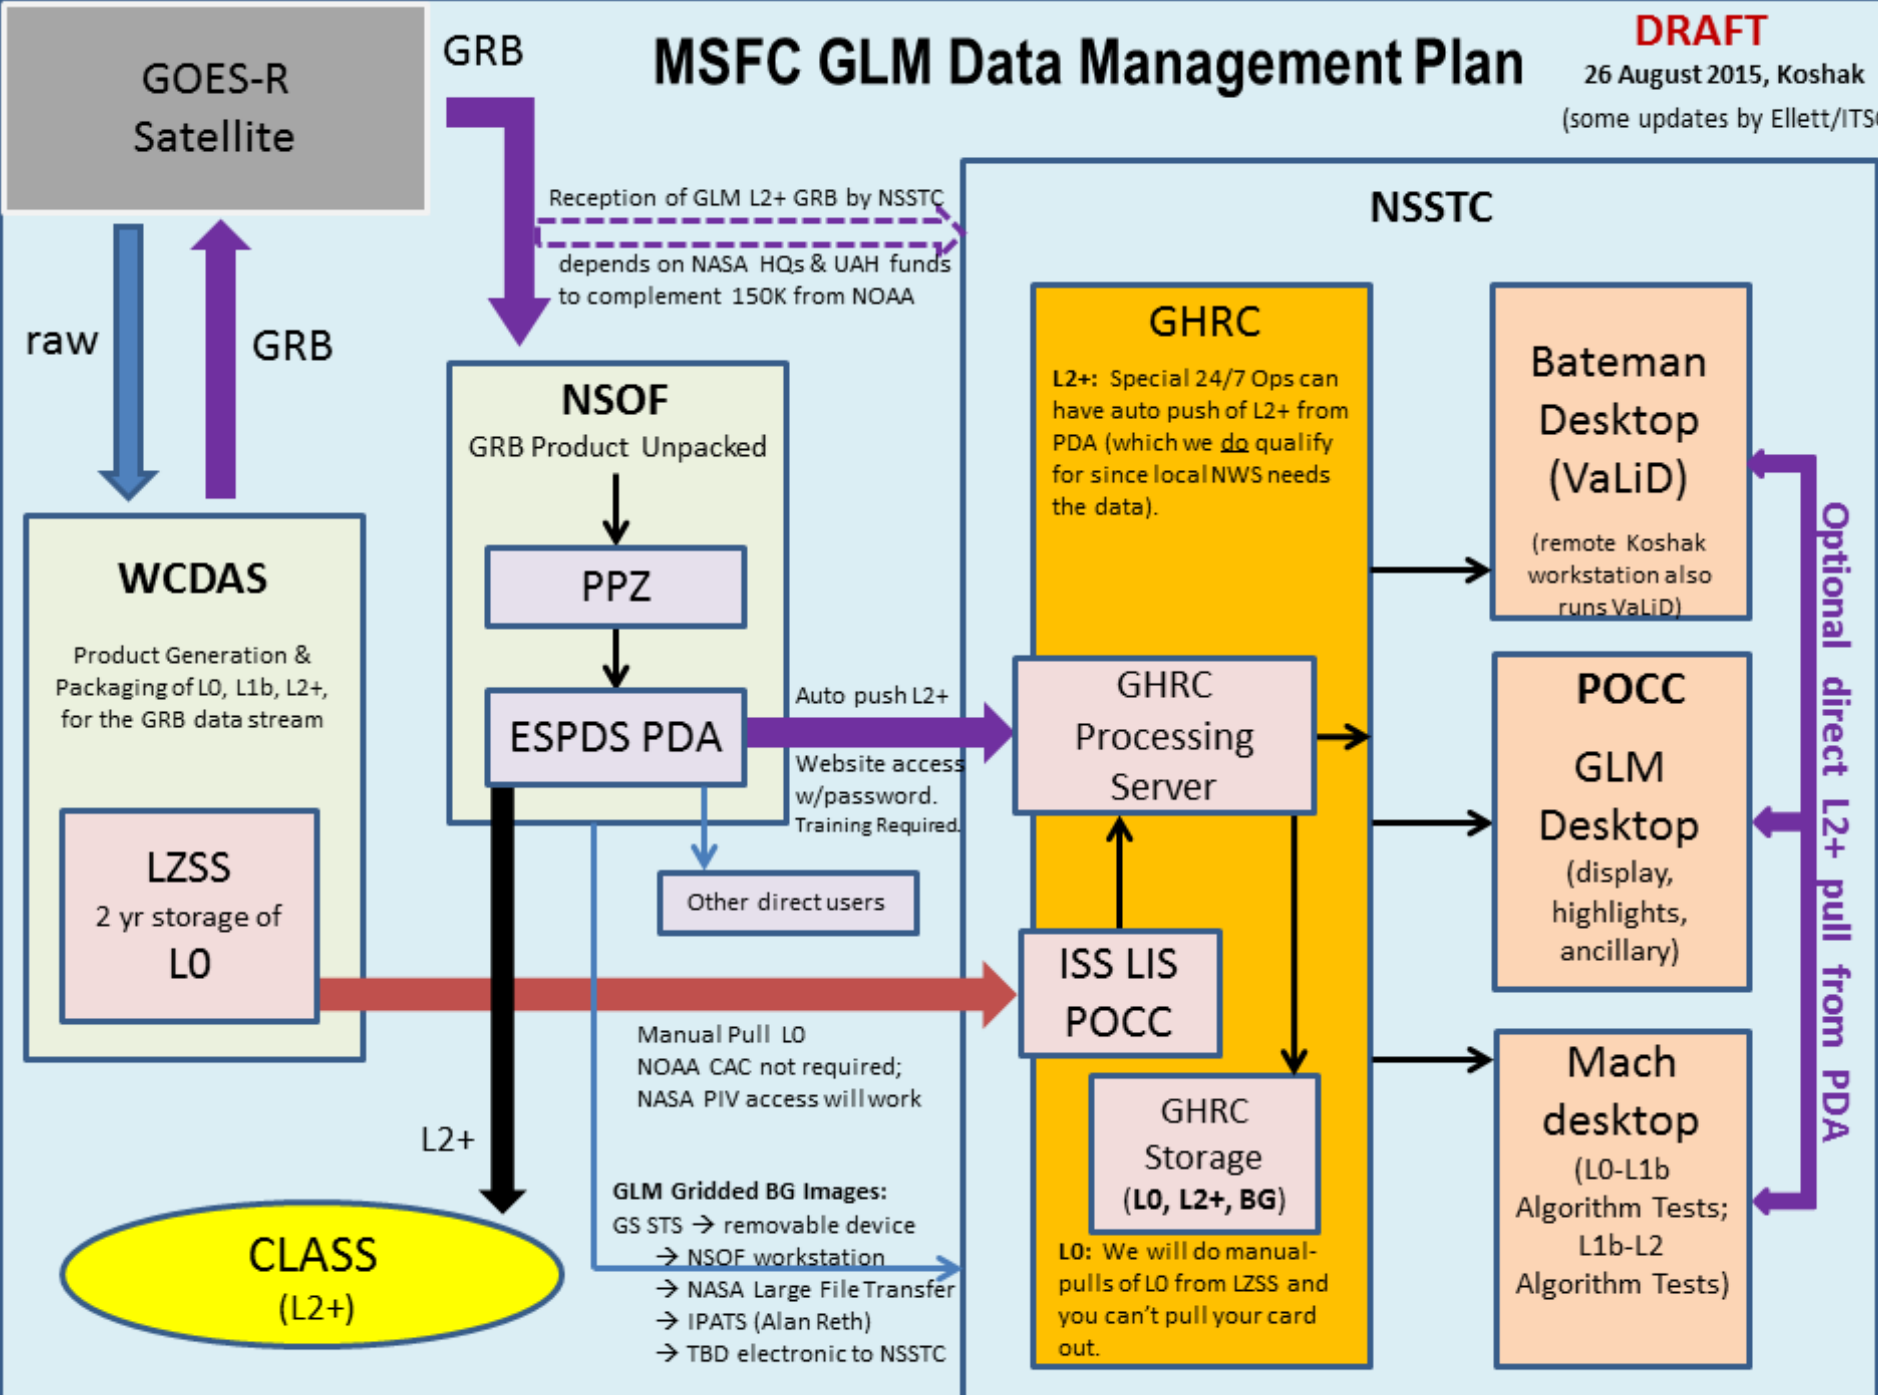 GOES-R
Satellite
GRB
MSFC GLM Data Management Plan
DRAFT
26 August 2015, Koshak
(some updates by Ellett/ITS
raw
GRB
Reception of GLM L2+ GRB by NSSTC
depends on NASA HQs & UAH funds
to complement 150K from NOAA
WCDAS
Product Generation &
Packaging of L0, L1b, L2+,
for the GRB data stream
LZSS
2 yr storage of
L0
NSOF
GRB Product Unpacked
PPZ
ESPDS PDA
Auto push L2+
Website access
w/password.
Training Required.
Other direct users
Manual Pull L0
NOAA CAC not required;
NASA PIV access will work
L2+
CLASS
(L2+)
GLM Gridded BG Images:
GS STS → removable device
→ NSOF workstation
→ NASA Large File Transfer
→ IPATS (Alan Reth)
→ TBD electronic to NSSTC
NSSTC
GHRC
L2+: Special 24/7 Ops can
have auto push of L2+ from
PDA (which we do qualify
for since local NWS needs
the data).
GHRC
Processing
Server
ISS LIS
POCC
GHRC
Storage
(L0, L2+, BG)
L0: We will do manual-
pulls of L0 from LZSS and
you can't pull your card
out.
Bateman
Desktop
(VaLiD)
(remote Koshak
workstation also
runs VaLiD)
POCC
GLM
Desktop
(display,
highlights,
ancillary)
Mach
desktop
(L0-L1b
Algorithm Tests;
L1b-L2
Algorithm Tests)
Optional direct L2+ pull from PDA